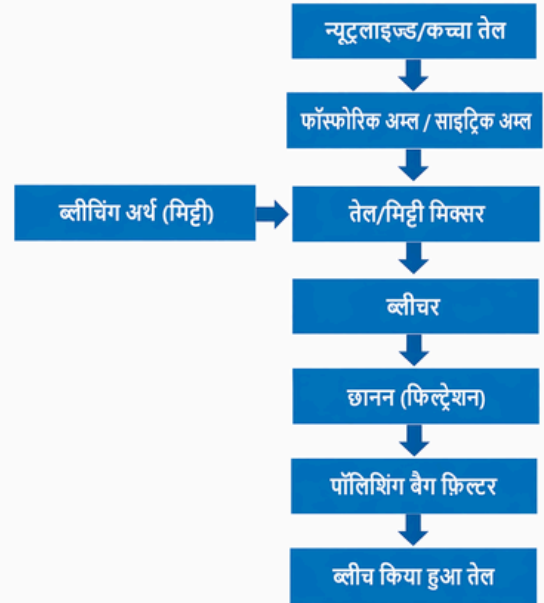 न्यूट्रलाइज्ड/कच्चा तेल
फॉस्फोरिक अम्ल / साइट्रिक अम्ल
ब्लीचिंग अर्थ (मिट्टी)
तेल/मिट्टी मिक्सर
ब्लीचर
छानन (फिल्ट्रेशन)
पॉलिशिंग बैग फ़िल्टर
ब्लीच किया हुआ तेल